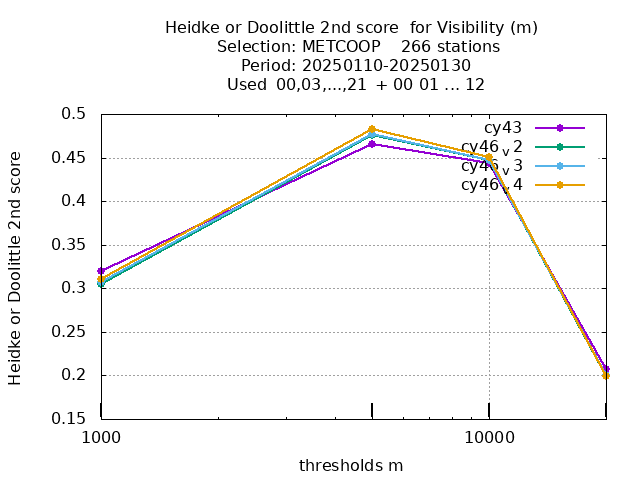 Heidke or Doolittle 2nd score  for Visibility (m)
Selection: METCOOP    266 stations
Period: 20250110-20250130
Used  00,03,...,21  + 00 01 ... 12
0.5
0.45
0.4
0.35
0.3
0.25
0.2
0.15
Heidke or Doolittle 2nd score
cy43
cy46_v2
cy46_v3
cy46_v4
1000
10000
thresholds m